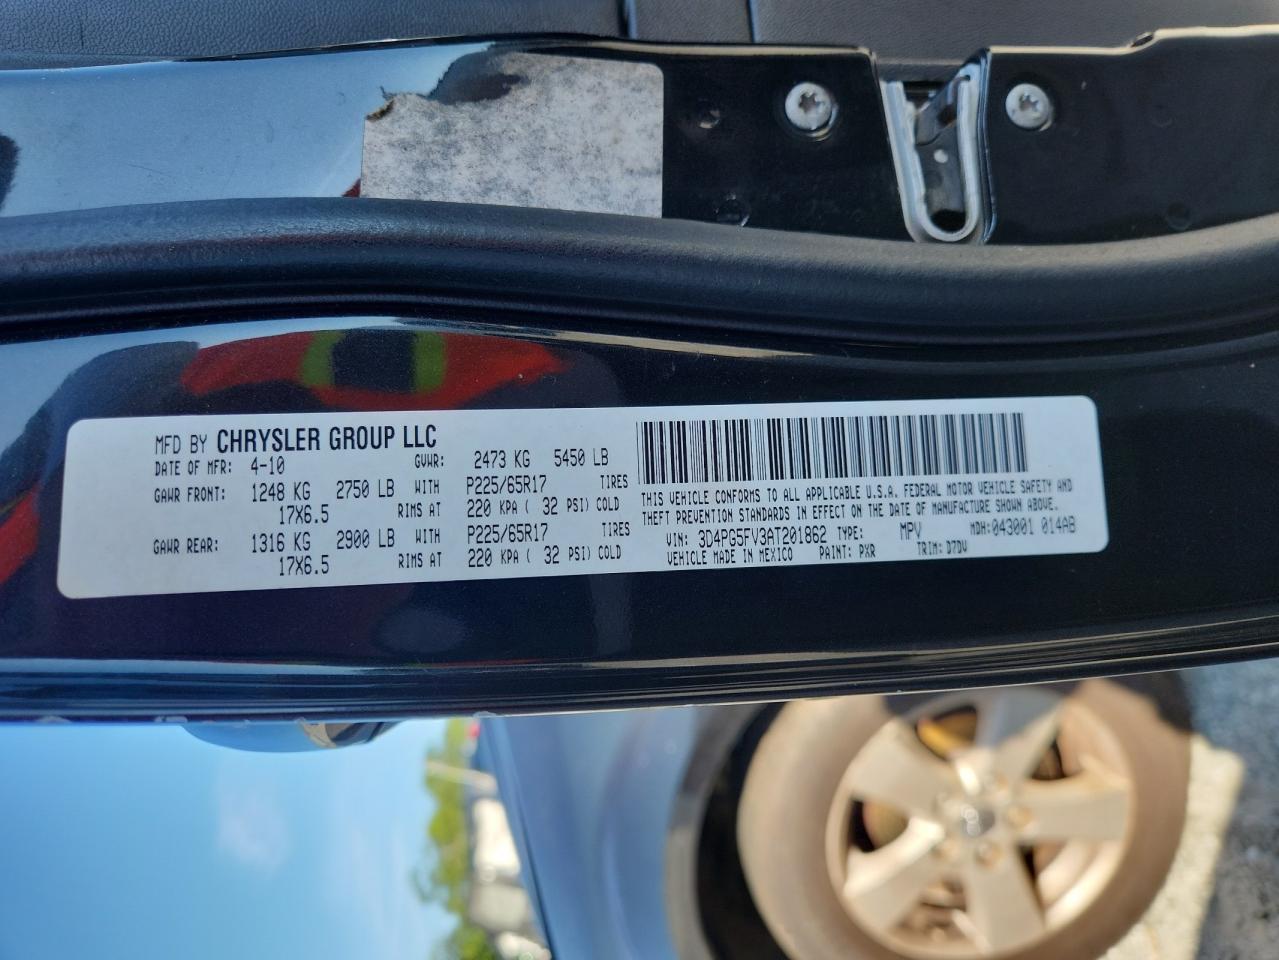 MFD BY CHRYSLER GROUP LLC
DATE OF MFR: 4-10 GVWR: 2473 KG 5450 LB
GAWR FRONT: 1248 KG 2750 LB WITH P225/65R17 TIRES
17X6.5 RIMS AT 220 KPA ( 32 PSI) COLD
GAWR REAR: 1316 KG 2900 LB WITH P225/65R17 TIRES
17X6.5 RIMS AT 220 KPA ( 32 PSI) COLD
THIS VEHICLE CONFORMS TO ALL APPLICABLE U.S.A. FEDERAL MOTOR VEHICLE SAFETY AND
THEFT PREVENTION STANDARDS IN EFFECT ON THE DATE OF MANUFACTURE SHOWN ABOVE.
VIN: 3D4PG5FV3AT201862 TYPE: MPV MDH:043001 014AB
VEHICLE MADE IN MEXICO PAINT: PXR TRIM: D7DV